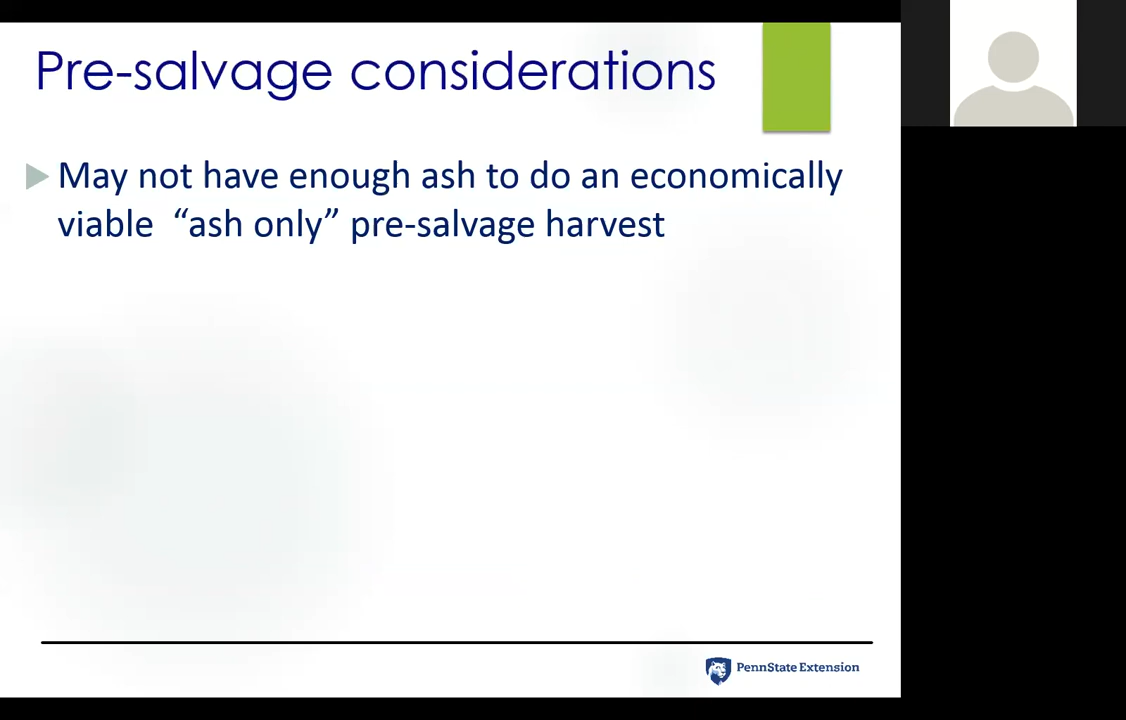 Pre-salvage considerations
May not have enough ash to do an economically
viable “ash only” pre-salvage harvest
PennState Extension